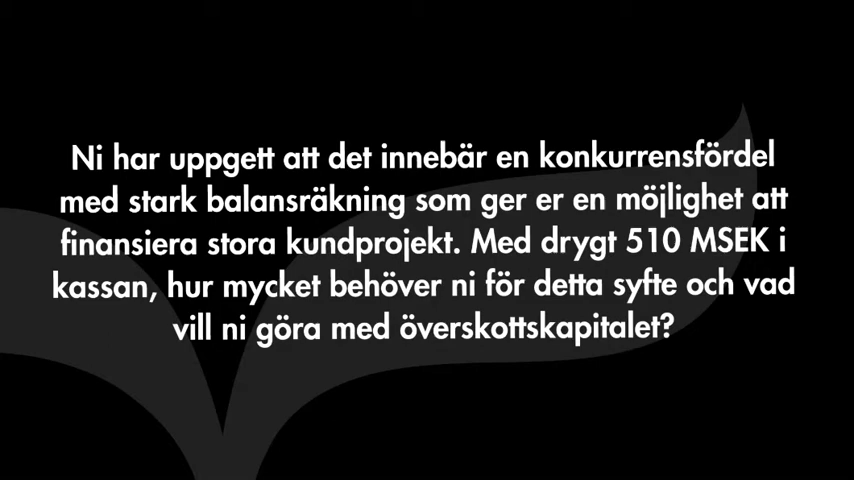 Ni har uppgett att det innebär en konkurrensfördel
med stark balansräkning som ger er en möjlighet att
finansiera stora kundprojekt. Med drygt 510 MSEK i
kassan, hur mycket behöver ni för detta syfte och vad
vill ni göra med överskottskapitalet?